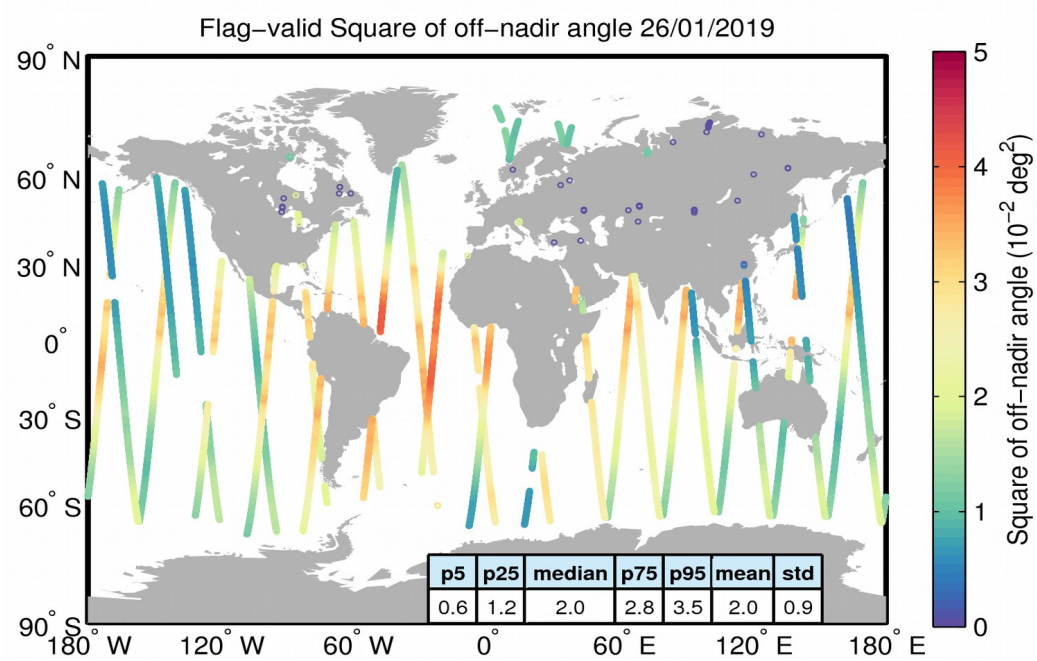 Flag−valid Square of off−nadir angle 26/01/2019
90° N
60° N
30° N
0°
30° S
60° S
90° S
180° W
120° W
60° W
0°
60° E
120° E
180° E
p5 p25 median p75 p95 mean std
0.6 1.2 2.0 2.8 3.5 2.0 0.9
5
4
3
2
1
0
Square of off−nadir angle (10⁻² deg²)